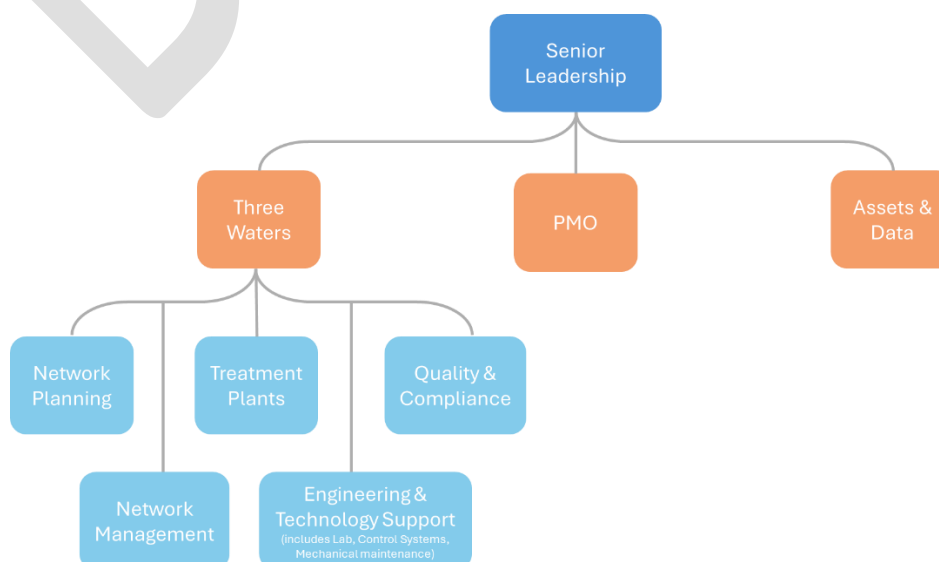 Senior
Leadership
Three
Waters
PMO
Assets &
Data
Network
Planning
Treatment
Plants
Quality &
Compliance
Network
Management
Engineering &
Technology Support
(includes Lab, Control Systems,
Mechanical maintenance)